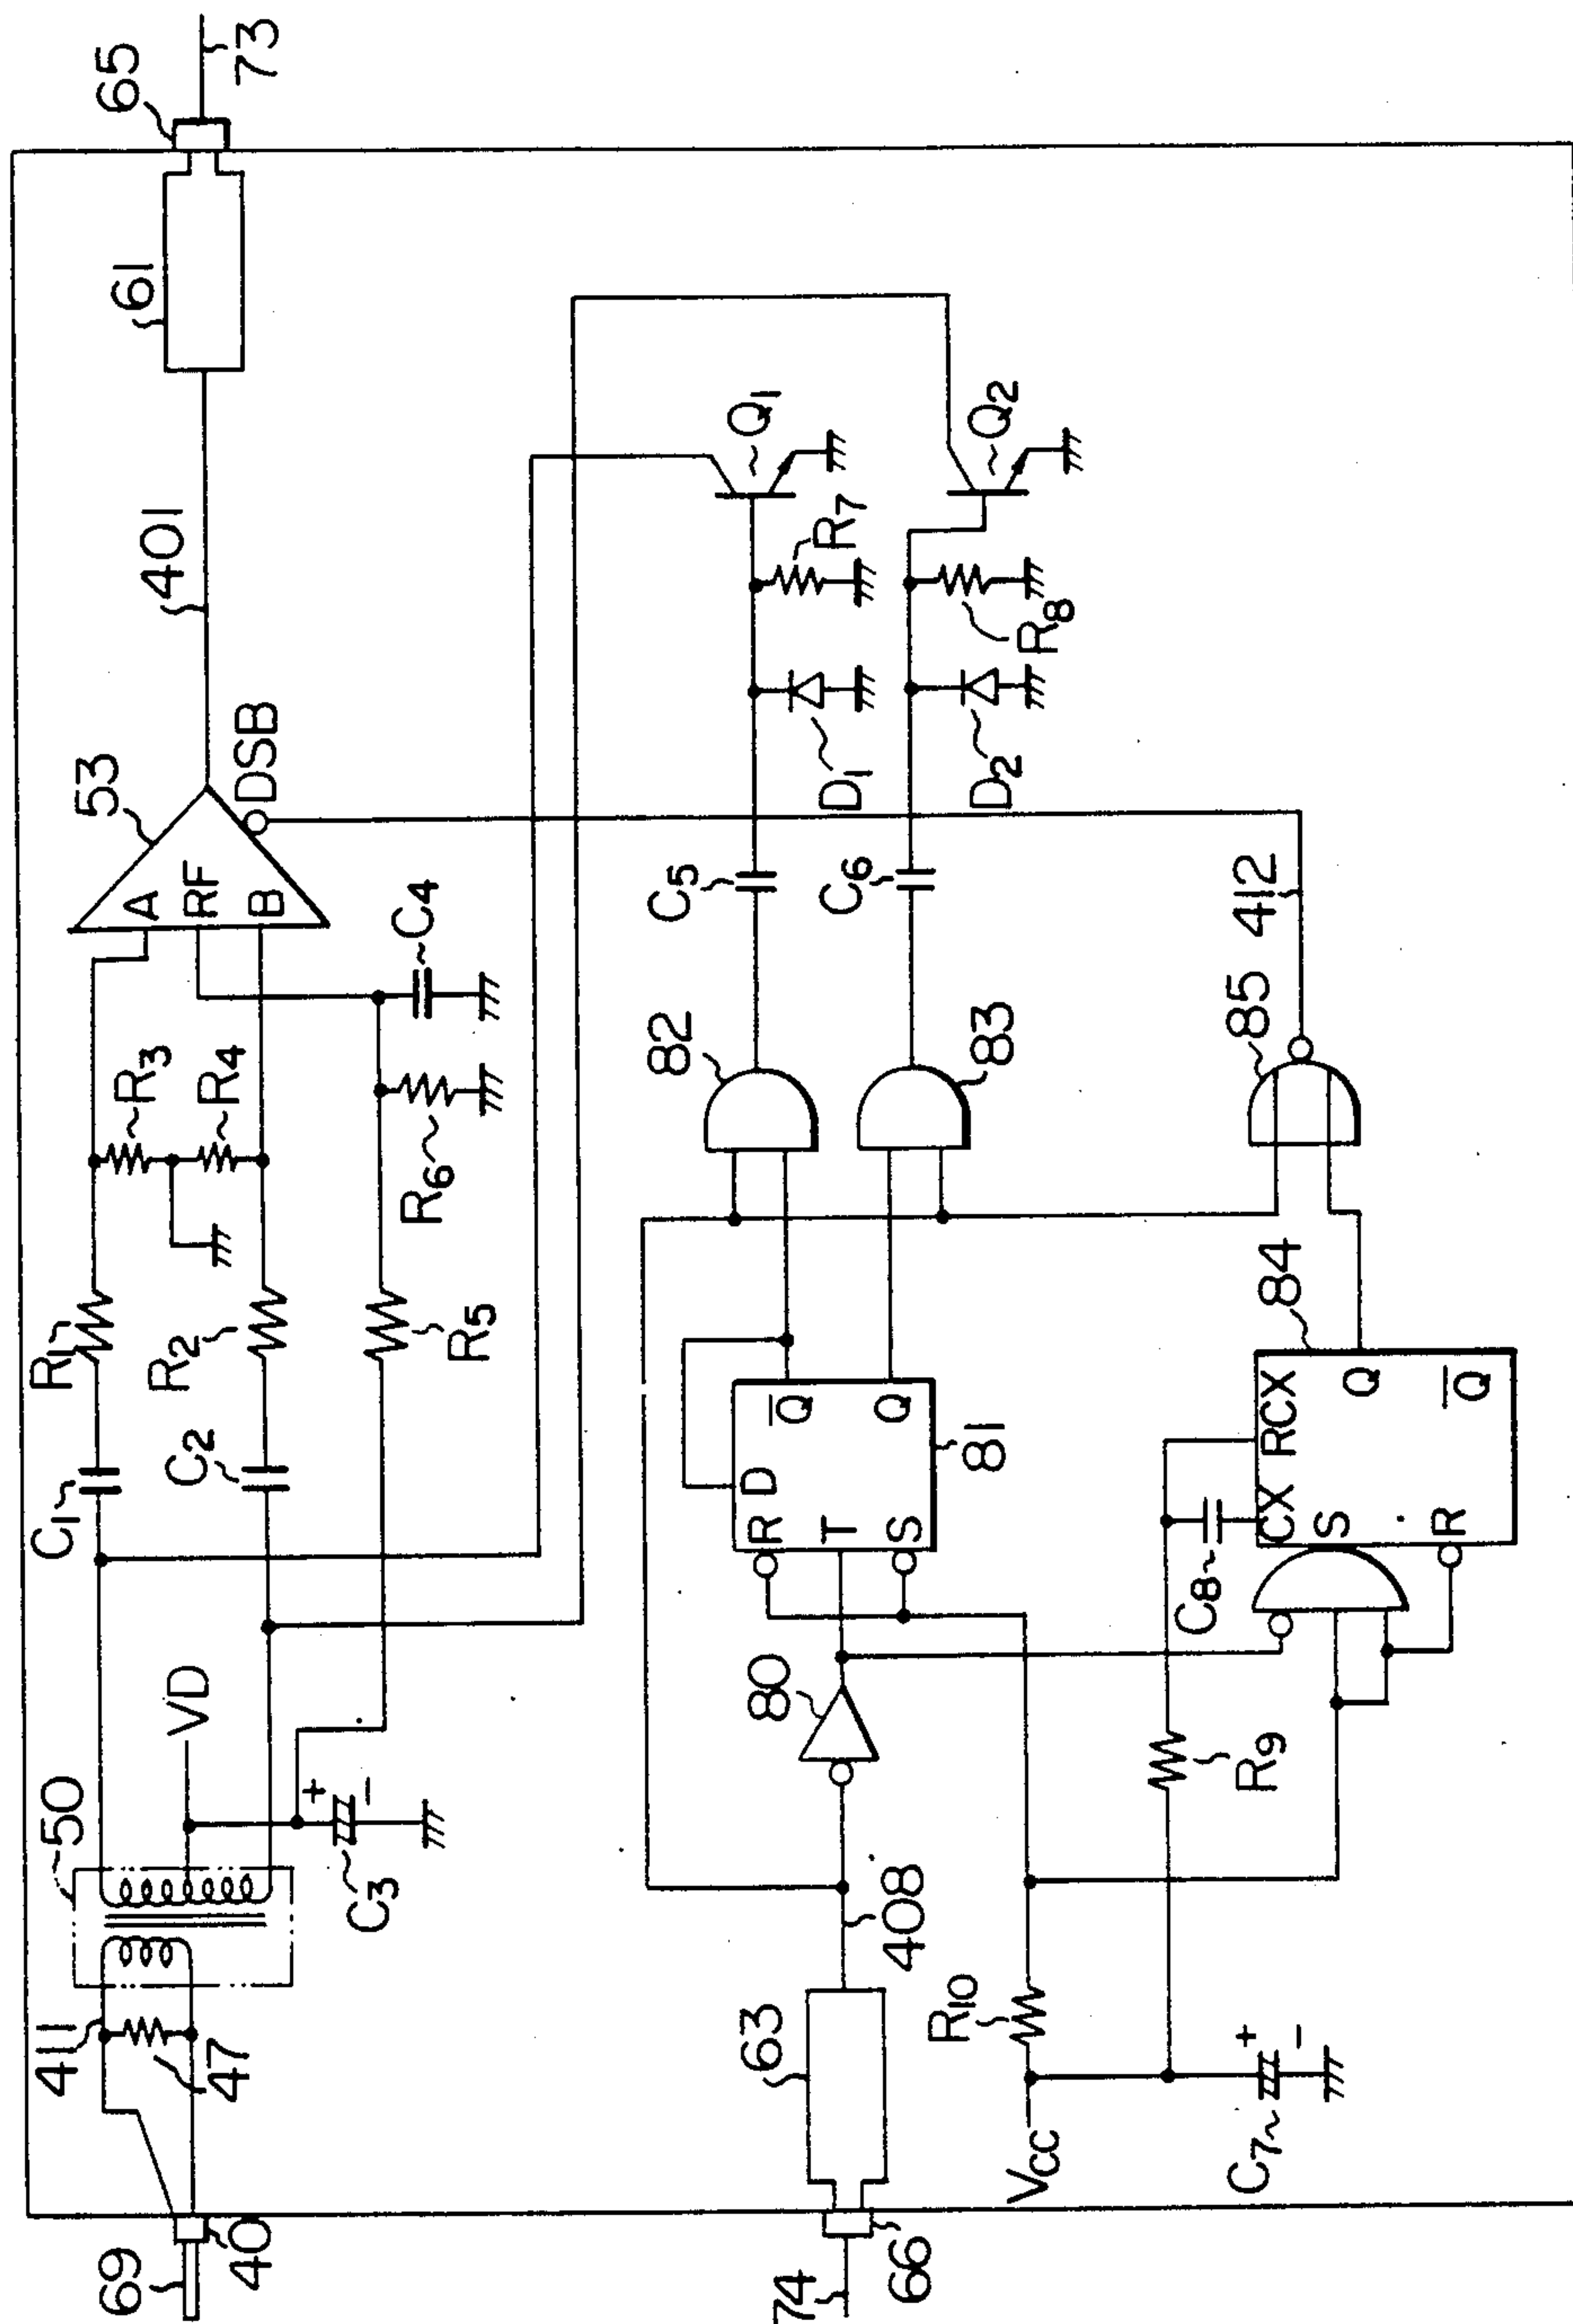 69
40
411
47
50
VD
C3
C1
R1
C2
R2
R3
R4
R5
R6
C4
A
RF
B
53
DSB
401
61
65
73
74
66
63
408
80
R
T
S
D
Q̅
Q
81
82
83
C5
C6
D1
D2
R7
R8
Q1
Q2
VCC
R10
C7
+
-
+
-
R9
C8
CX
RCX
S
R
Q
Q̅
84
85
412